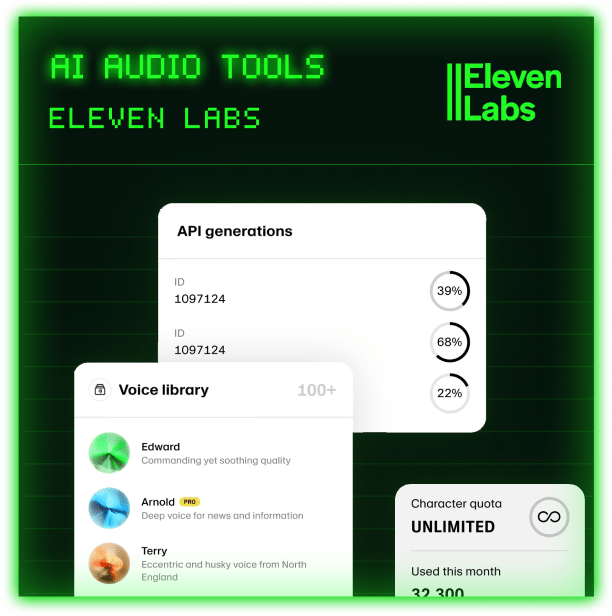 AI AUDIO TOOLS
ELEVEN LABS
||Eleven
Labs
API generations
ID
1097124
39%
ID
1097124
68%
22%
Voice library
100+
Edward
Commanding yet soothing quality
Arnold PRO
Deep voice for news and information
Terry
Eccentric and husky voice from North
England
Character quota
UNLIMITED
Used this month
32,300